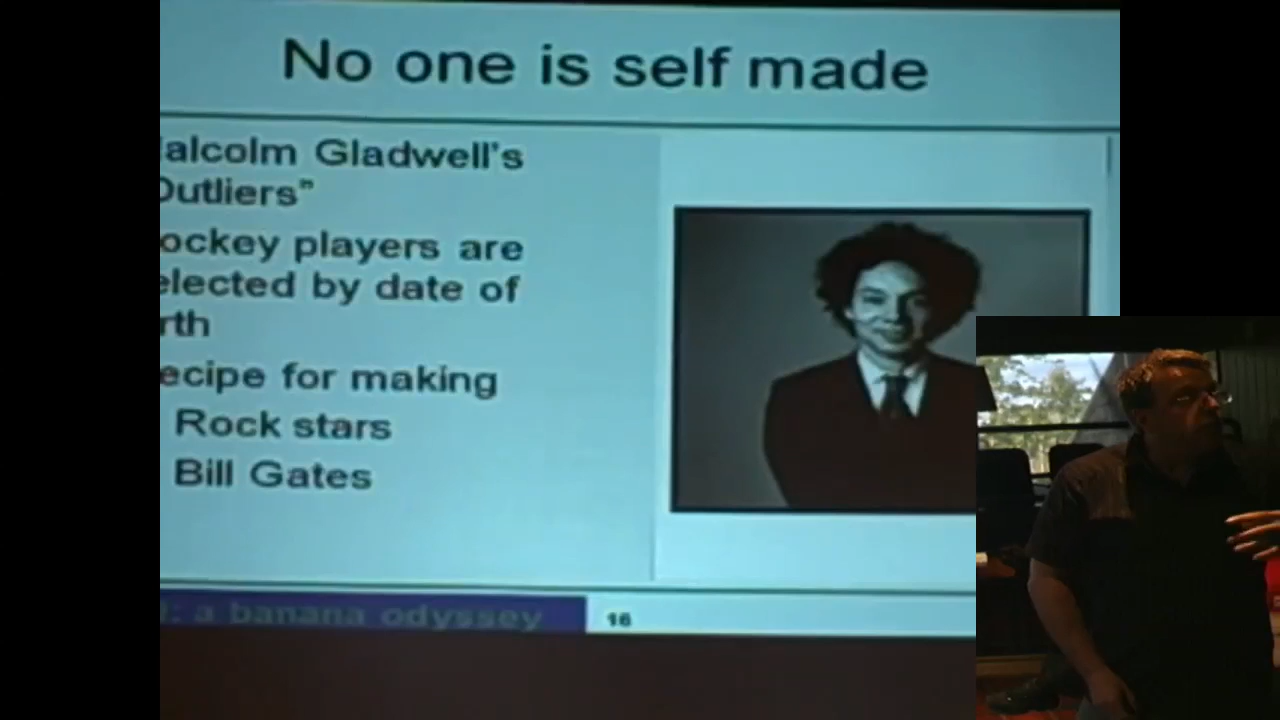 No one is self made
alcolm Gladwell's
Outliers”
ockey players are
elected by date of
rth
ecipe for making
Rock stars
Bill Gates
: a banana odyssey
16